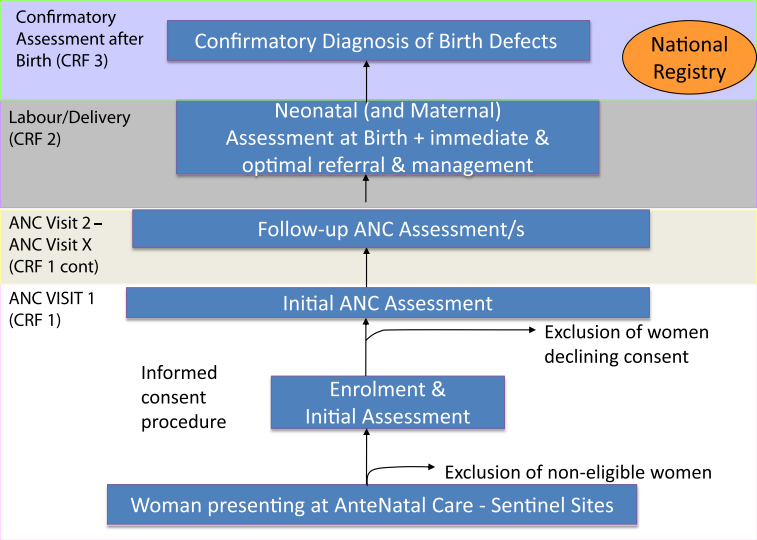 Confirmatory
Assessment after
Birth (CRF 3)
Confirmatory Diagnosis of Birth Defects
National
Registry
Labour/Delivery
(CRF 2)
Neonatal (and Maternal)
Assessment at Birth + immediate &
optimal referral & management
ANC Visit 2 –
ANC Visit X
(CRF 1 cont)
Follow-up ANC Assessment/s
ANC VISIT 1
(CRF 1)
Initial ANC Assessment
Exclusion of women
declining consent
Informed
consent
procedure
Enrolment &
Initial Assessment
Exclusion of non-eligible women
Woman presenting at AnteNatal Care - Sentinel Sites